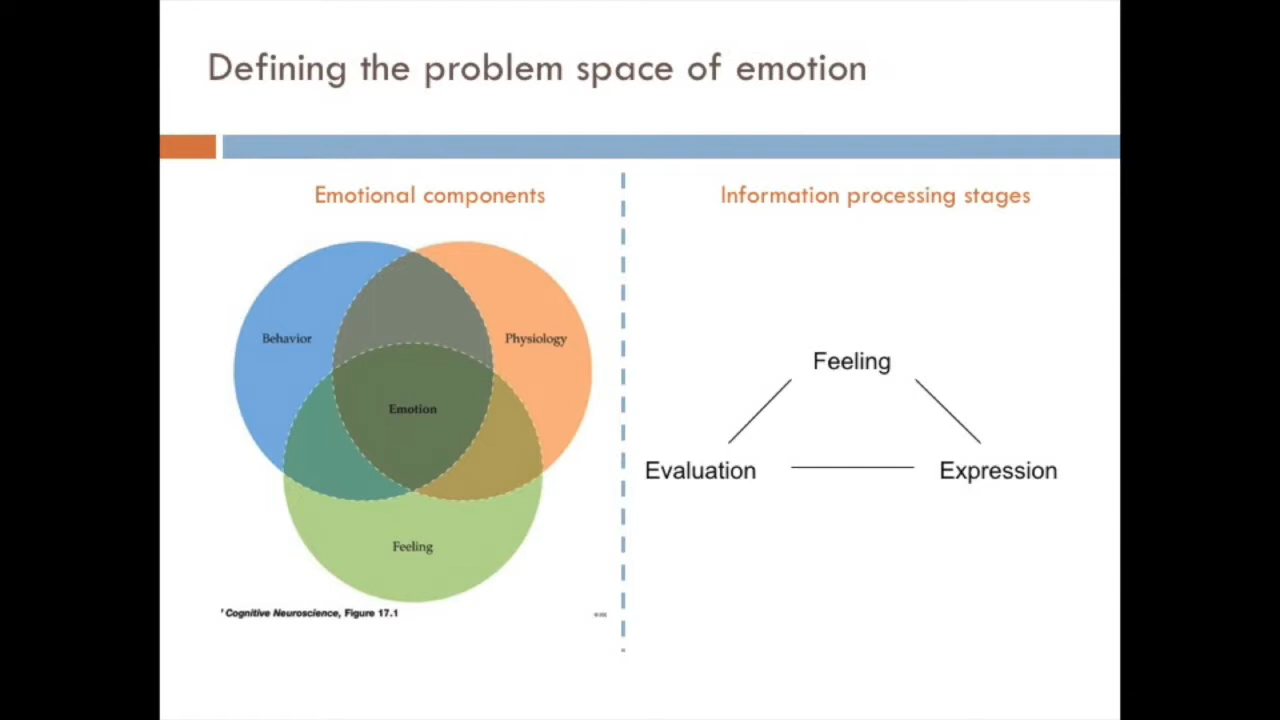 Defining the problem space of emotion
Emotional components
Behavior
Physiology
Emotion
Feeling
' Cognitive Neuroscience, Figure 17.1
Information processing stages
Feeling
Evaluation
Expression